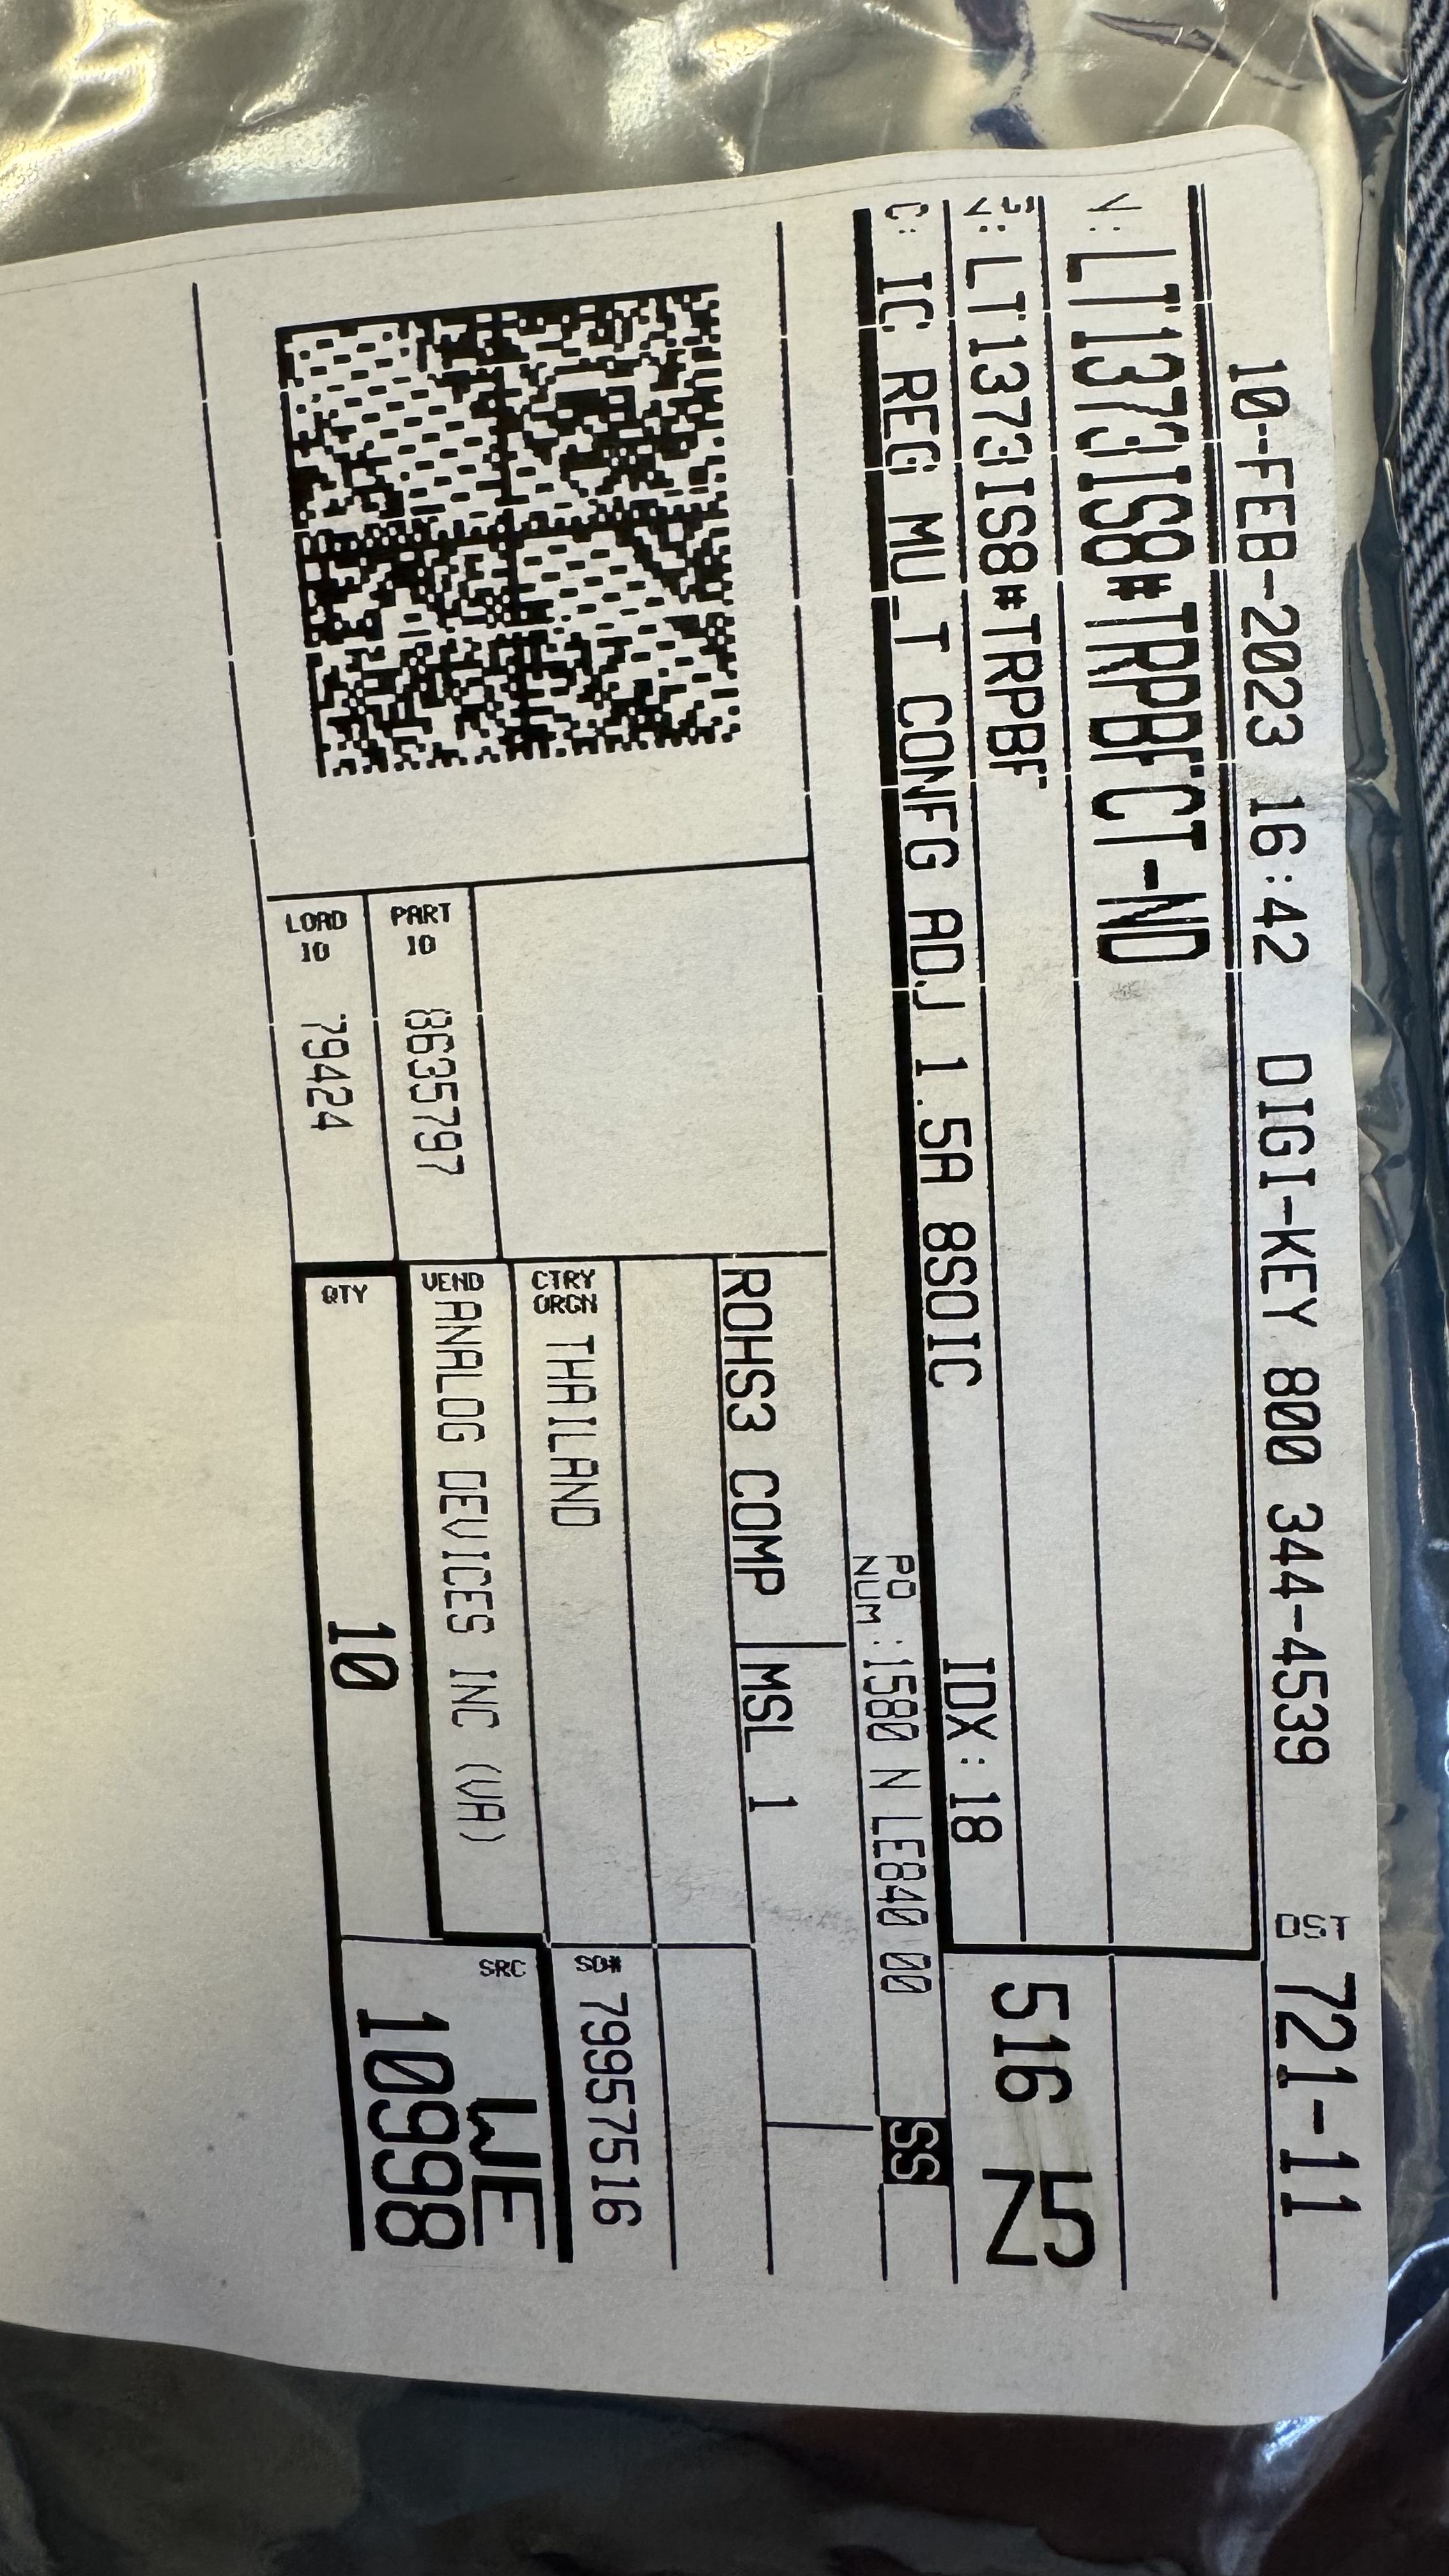 10-FEB-2023 16:42 DIGI-KEY 800 344-4539 DST 721-11
LT1373IS8#TRPBFCT-ND
LT1373IS8#TRPBF
516 Z5
C: IC REG MULT CONFG ADJ 1.5A 8SOIC IDX:18
PO NUM :1580 N LE840 00 SS
ROHS3 COMP MSL 1
CTRY ORGN THAILAND
SO# 79957516
PART ID 8635797
VEND ANALOG DEVICES INC (VA)
SRC WE
LOAD ID 79424
QTY 10
10998